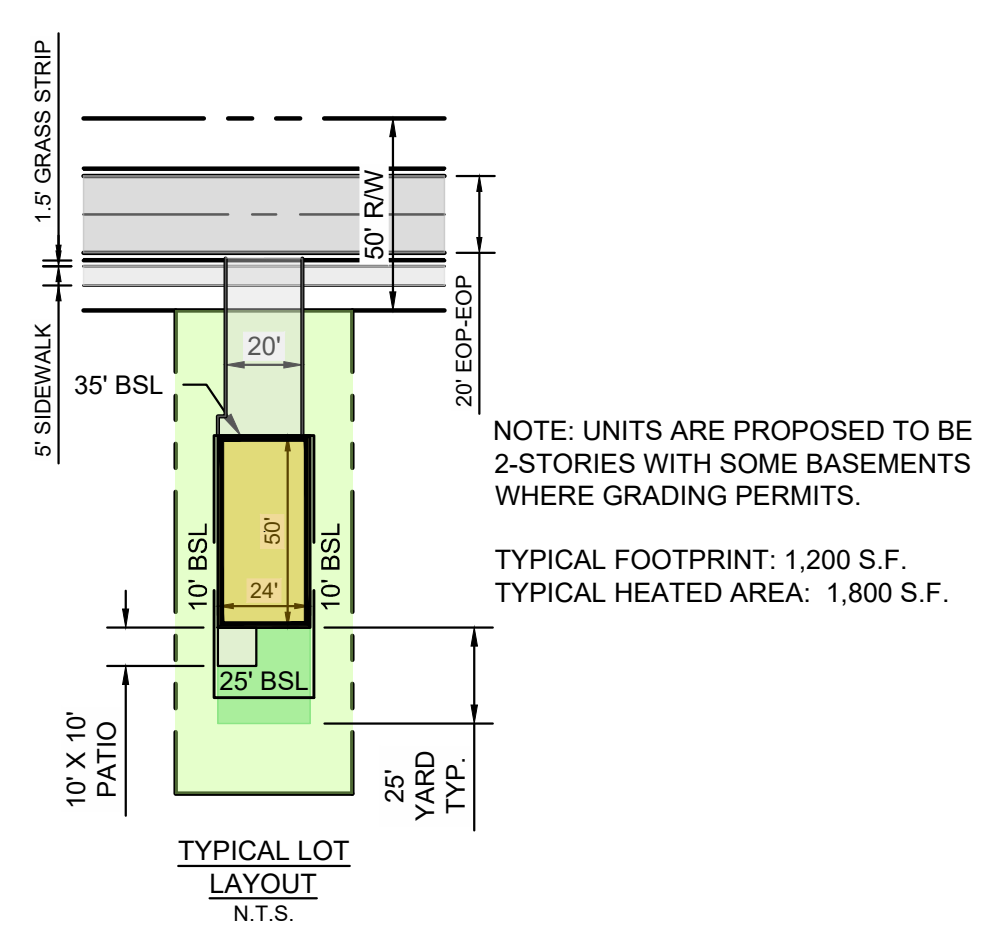 1.5' GRASS STRIP
5' SIDEWALK
50' R/W
20' EOP-EOP
20'
35' BSL
50'
24'
10' BSL
10' BSL
25' BSL
10' X 10'
PATIO
25'
YARD
TYP.
NOTE: UNITS ARE PROPOSED TO BE
2-STORIES WITH SOME BASEMENTS
WHERE GRADING PERMITS.
TYPICAL FOOTPRINT: 1,200 S.F.
TYPICAL HEATED AREA: 1,800 S.F.
TYPICAL LOT
LAYOUT
N.T.S.